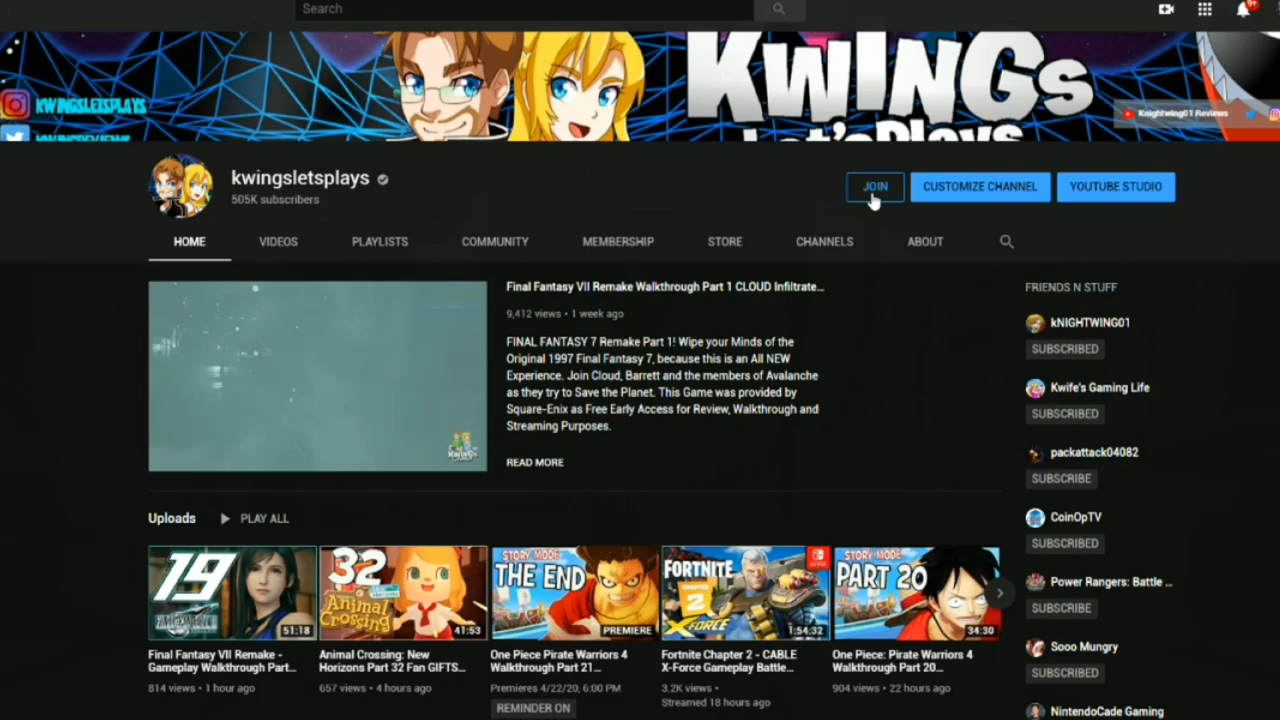 Search
9+
KWINGs
Let'sPlays
KWINGSLETSPLAYS
KWINGREVIEWS
Knightwing01 Reviews
kwingsletsplays
505K subscribers
JOIN
CUSTOMIZE CHANNEL
YOUTUBE STUDIO
HOME
VIDEOS
PLAYLISTS
COMMUNITY
MEMBERSHIP
STORE
CHANNELS
ABOUT
Final Fantasy VII Remake Walkthrough Part 1 CLOUD Infiltrate...
9,412 views • 1 week ago
FINAL FANTASY 7 Remake Part 1! Wipe your Minds of the
Original 1997 Final Fantasy 7, because this is an All NEW
Experience. Join Cloud, Barrett and the members of Avalanche
as they try to Save the Planet. This Game was provided by
Square-Enix as Free Early Access for Review, Walkthrough and
Streaming Purposes.
READ MORE
KWINGs
FRIENDS N STUFF
kNIGHTWING01
SUBSCRIBED
Kwife's Gaming Life
SUBSCRIBED
packattack04082
SUBSCRIBE
CoinOpTV
SUBSCRIBED
Power Rangers: Battle ...
SUBSCRIBE
Sooo Mungry
SUBSCRIBED
NintendoCade Gaming
Uploads
PLAY ALL
19
51:18
Final Fantasy VII Remake -
Gameplay Walkthrough Part...
814 views • 1 hour ago
32
Animal
Crossing
41:53
Animal Crossing: New
Horizons Part 32 Fan GIFTS...
657 views • 4 hours ago
STORY MODE
THE END
PREMIERE
One Piece Pirate Warriors 4
Walkthrough Part 21...
Premieres 4/22/20, 6:00 PM
REMINDER ON
FORTNITE
CHAPTER
2
X-FORCE
1:54:32
Fortnite Chapter 2 - CABLE
X-Force Gameplay Battle...
3.2K views •
Streamed 18 hours ago
STORY MODE
PART 20
34:30
One Piece: Pirate Warriors 4
Walkthrough Part 20...
904 views • 22 hours ago